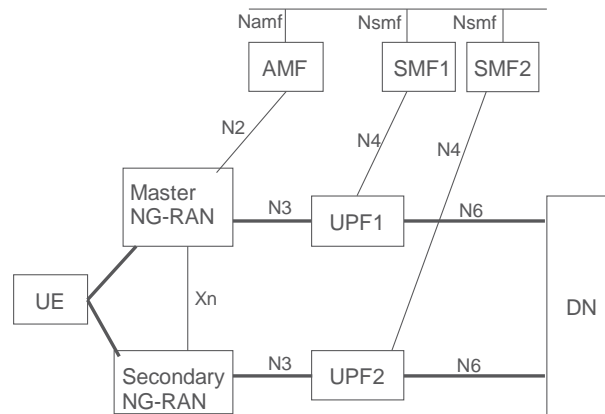 Namf
Nsmf
Nsmf
AMF
SMF1
SMF2
N2
N4
N4
Master
NG-RAN
N3
UPF1
N6
UE
Xn
DN
Secondary
NG-RAN
N3
UPF2
N6